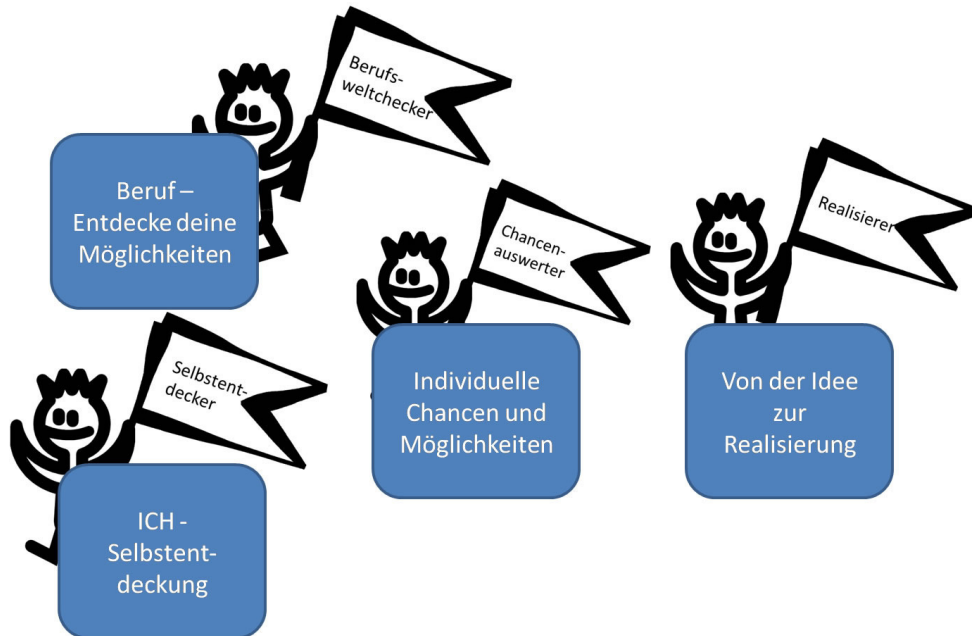 Berufs-
weltchecker
Beruf –
Entdecke deine
Möglichkeiten
Selbstent-
decker
ICH -
Selbstent-
deckung
Chancen-
auswerter
Individuelle
Chancen und
Möglichkeiten
Realisierer
Von der Idee
zur
Realisierung